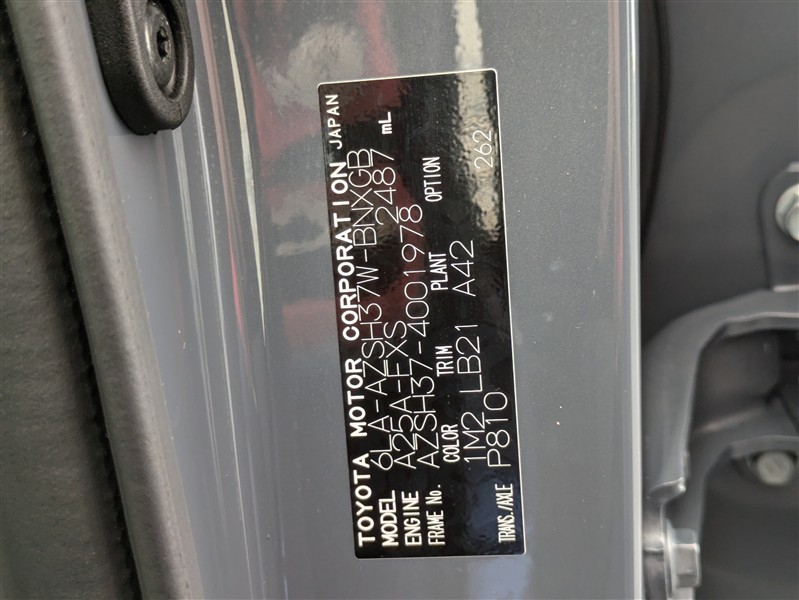 TOYOTA MOTOR CORPORATION JAPAN
MODEL 6LA-AZSH37W-BNXGB
ENGINE A25A-FXS 2487 mL
FRAME No. AZSH37-4001978
COLOR TRIM PLANT OPTION
1M2 LB21 A42 262
TRANS./AXLE P810